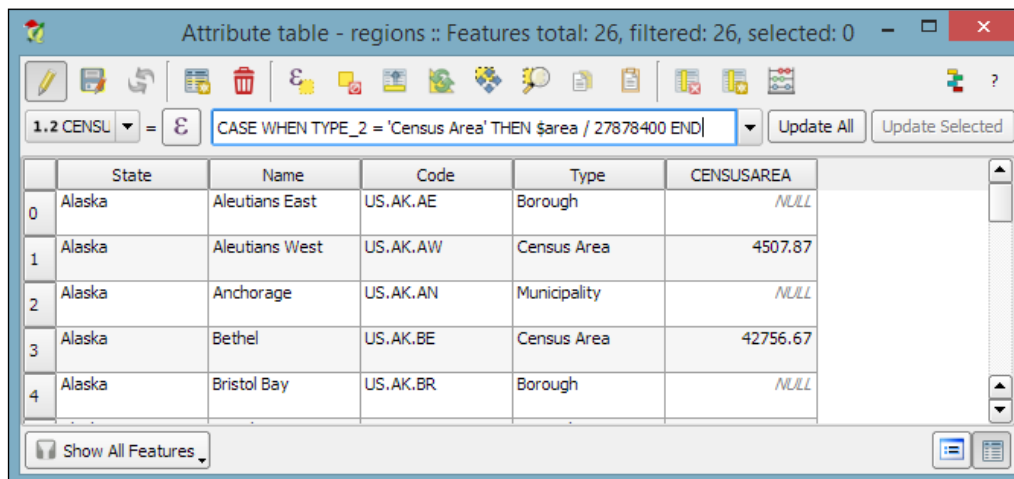 Attribute table - regions :: Features total: 26, filtered: 26, selected: 0
1.2 CENSU = ε CASE WHEN TYPE_2 = 'Census Area' THEN $area / 27878400 END Update All Update Selected
State Name Code Type CENSUSAREA
0 Alaska Aleutians East US.AK.AE Borough NULL
1 Alaska Aleutians West US.AK.AW Census Area 4507.87
2 Alaska Anchorage US.AK.AN Municipality NULL
3 Alaska Bethel US.AK.BE Census Area 42756.67
4 Alaska Bristol Bay US.AK.BR Borough NULL
Show All Features